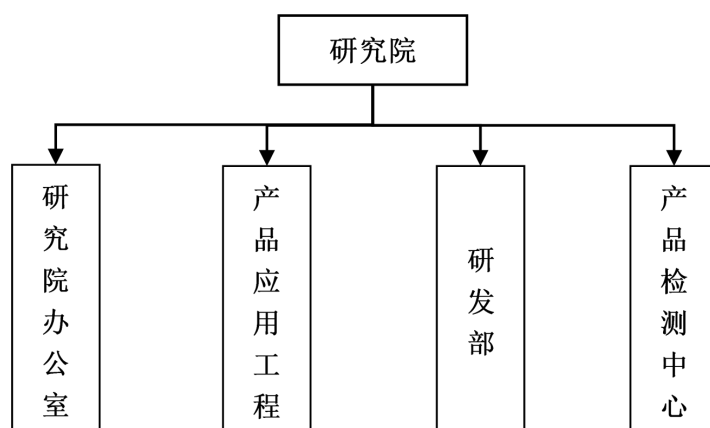 研究院
研究院办公室
产品应用工程
研发部
产品检测中心